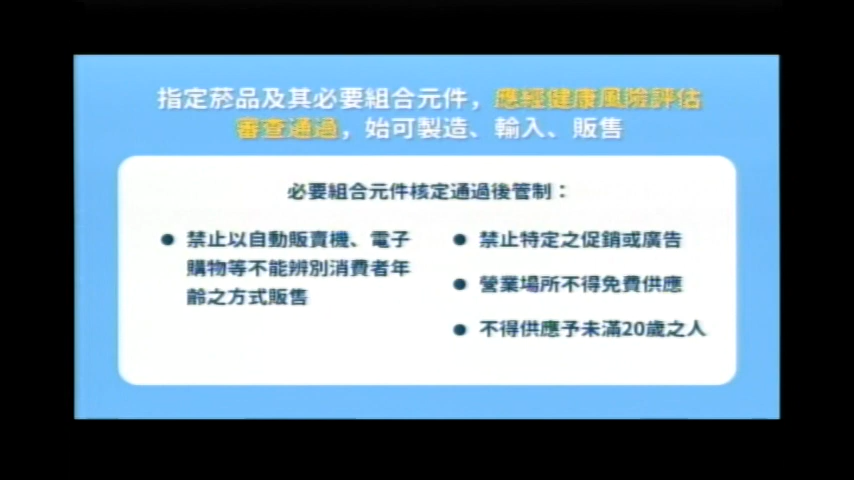 指定菸品及其必要組合元件，應經健康風險評估
審查通過，始可製造、輸入、販售
必要組合元件核定通過後管制：
● 禁止以自動販賣機、電子
購物等不能辨別消費者年
齡之方式販售
● 禁止特定之促銷或廣告
● 營業場所不得免費供應
● 不得供應予未滿20歲之人